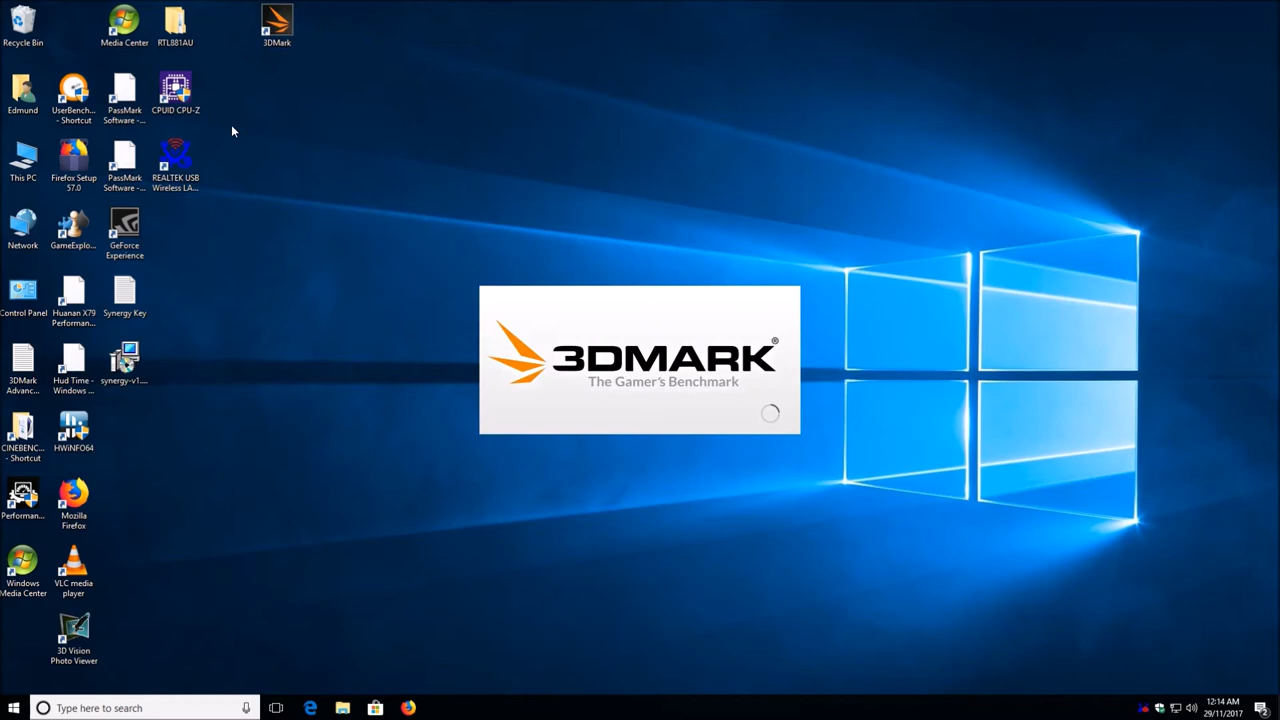 Recycle Bin
Media Center
RTL881AU
3DMark
Edmund
UserBench...
- Shortcut
PassMark
Software -...
CPUID CPU-Z
This PC
Firefox Setup
57.0
PassMark
Software -...
REALTEK USB
Wireless LA...
Network
GameExplo...
GeForce
Experience
Control Panel
Huanan X79
Performan...
Synergy Key
3DMark
Advanc...
Hud Time -
Windows ...
synergy-v1....
CINEBENC...
- Shortcut
HWiNFO64
Performan...
Mozilla
Firefox
Windows
Media Center
VLC media
player
3D Vision
Photo Viewer
3DMARK®
The Gamer's Benchmark
Type here to search
12:14 AM
29/11/2017
2